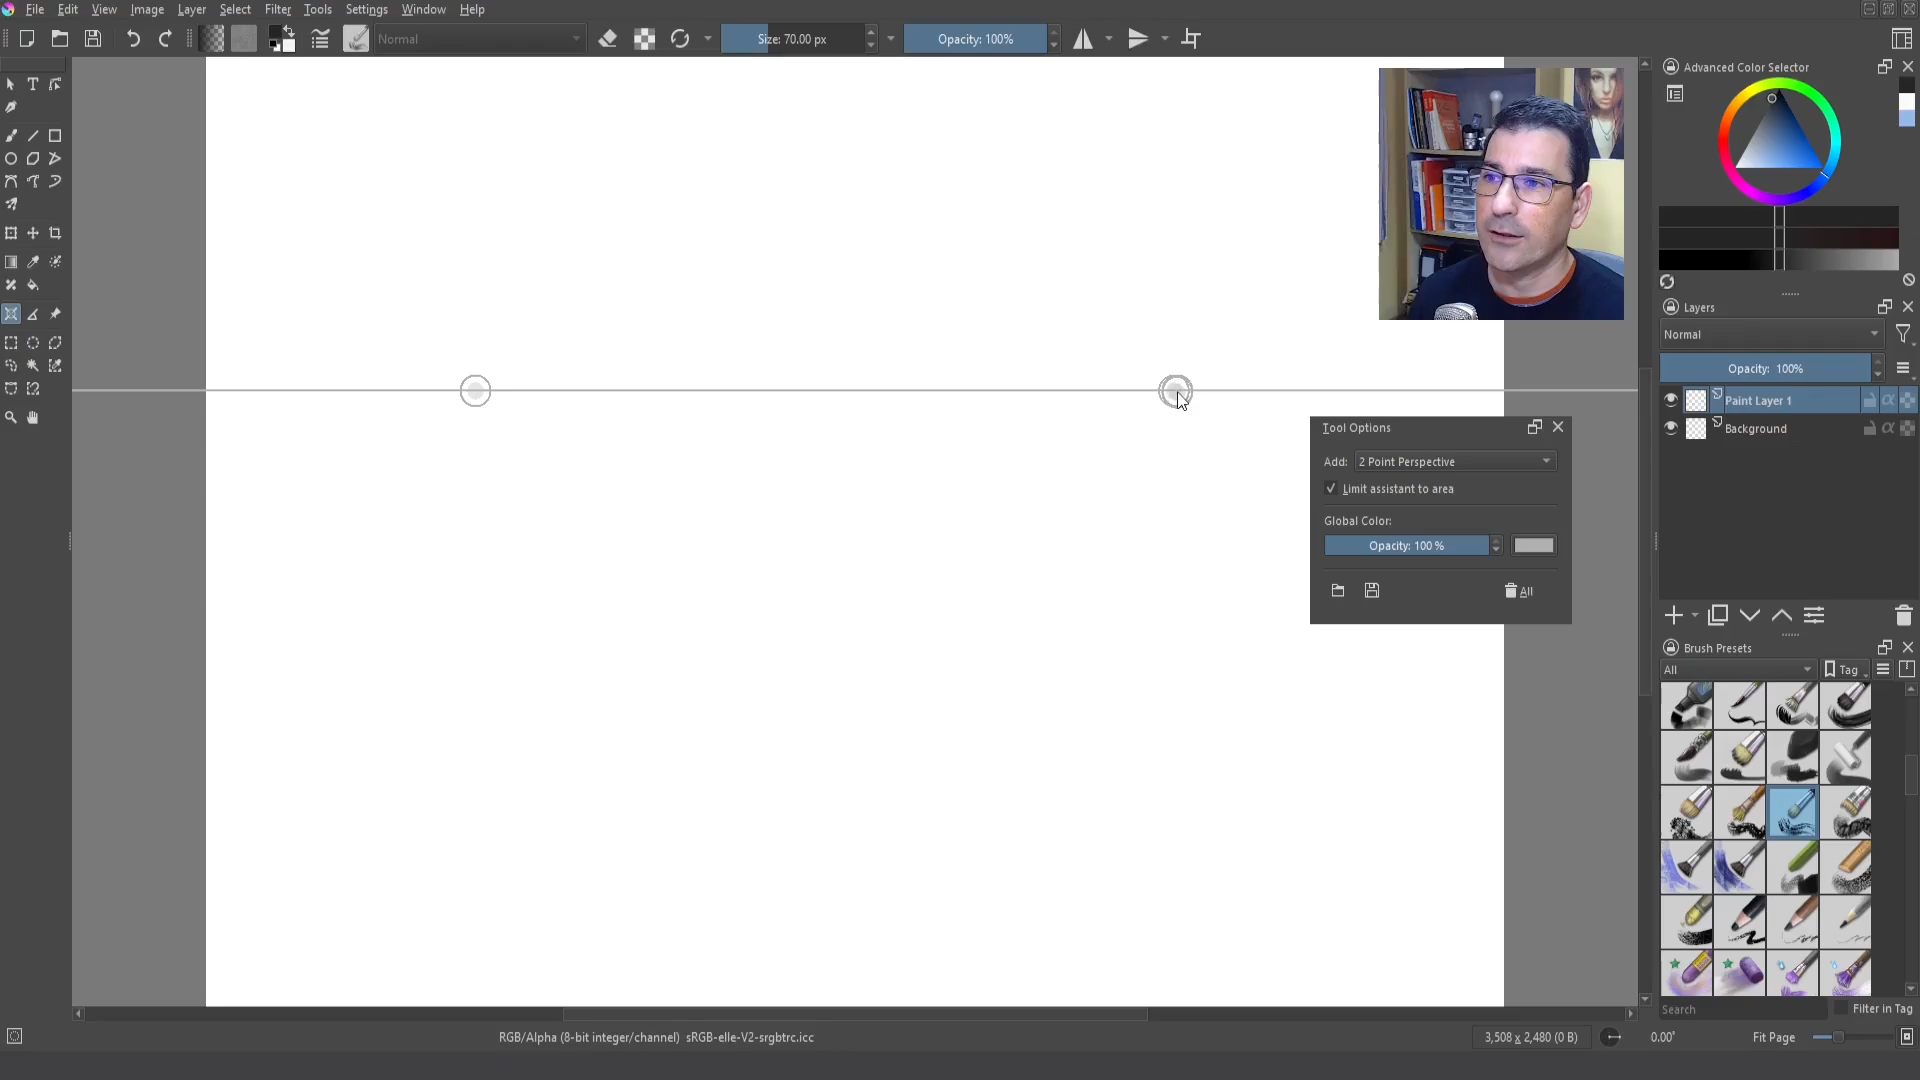 File Edit View Image Layer Select Filter Tools Settings Window Help
Normal
Size: 70.00 px
Opacity: 100%
Advanced Color Selector
Layers
Normal
Opacity: 100%
Paint Layer 1
Background
Tool Options
Add: 2 Point Perspective
Limit assistant to area
Global Color:
Opacity: 100 %
All
Brush Presets
All
Tag
Search
Filter in Tag
RGB/Alpha (8-bit integer/channel) sRGB-elle-V2-srgbtrc.icc
3,508 x 2,480 (0 B)
0.00°
Fit Page